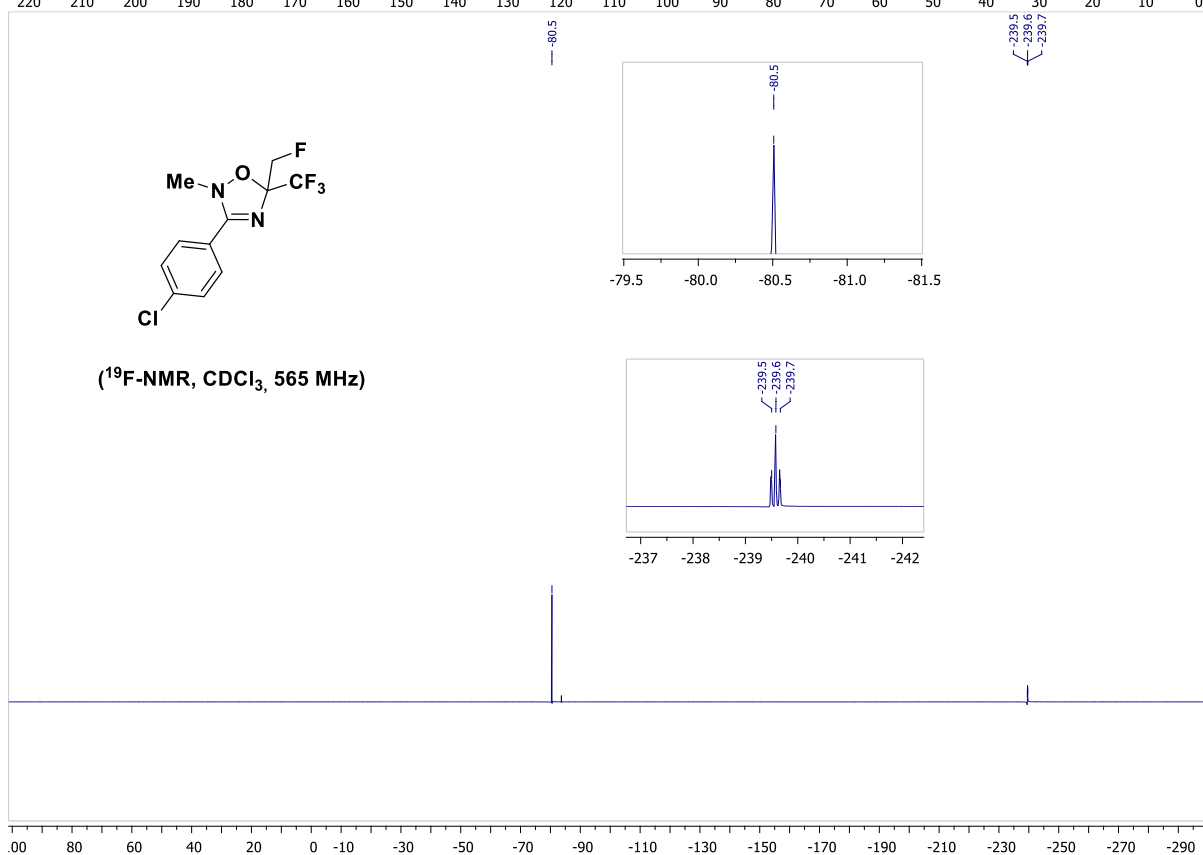 220 210 200 190 180 170 160 150 140 130 120 110 100 90 80 70 60 50 40 30 20 10 0
-80.5
-239.5
-239.6
-239.7
-80.5
-79.5 -80.0 -80.5 -81.0 -81.5
F
O
Me N CF3
N
Cl
(19F-NMR, CDCl3, 565 MHz)
-239.5
-239.6
-239.7
-237 -238 -239 -240 -241 -242
00 80 60 40 20 0 -10 -30 -50 -70 -90 -110 -130 -150 -170 -190 -210 -230 -250 -270 -290